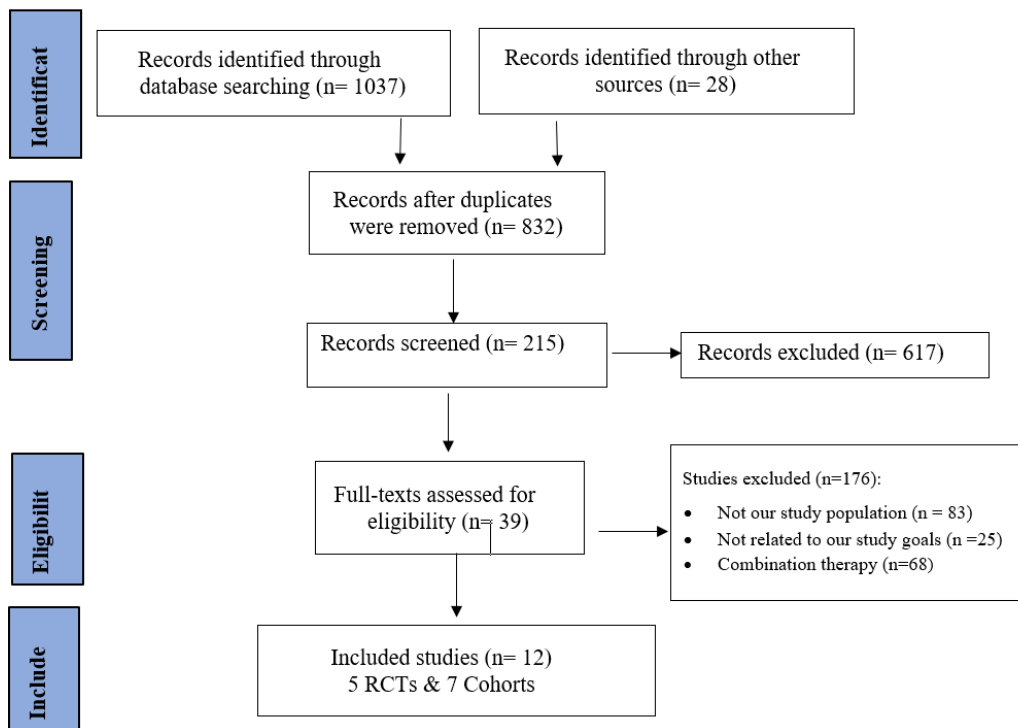 Identificat
Records identified through
database searching (n= 1037)
Records identified through other
sources (n= 28)
Screening
Records after duplicates
were removed (n= 832)
Records screened (n= 215)
Records excluded (n= 617)
Eligibilit
Full-texts assessed for
eligibility (n= 39)
Studies excluded (n=176):
• Not our study population (n = 83)
• Not related to our study goals (n =25)
• Combination therapy (n=68)
Include
Included studies (n= 12)
5 RCTs & 7 Cohorts